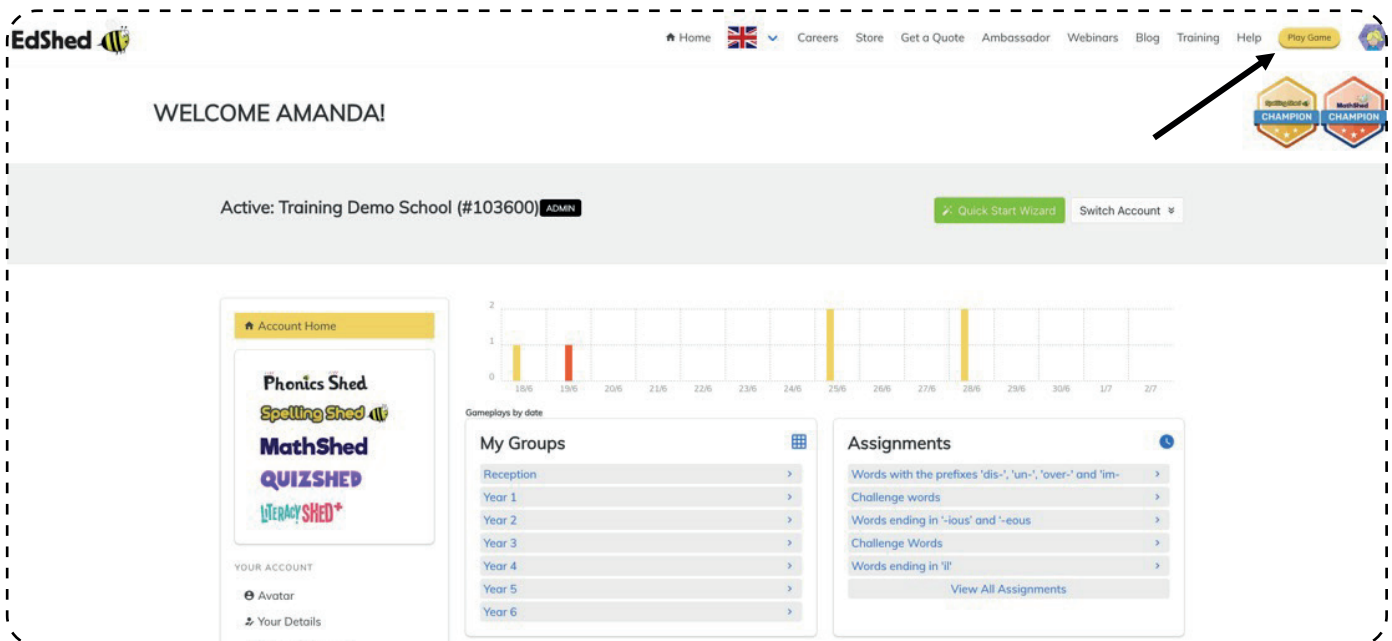 EdShed
Home Careers Store Get a Quote Ambassador Webinars Blog Training Help Play Game
WELCOME AMANDA!
Spelling Shed CHAMPION
MathShed CHAMPION
Active: Training Demo School (#103600) ADMIN
Quick Start Wizard
Switch Account
Account Home
Phonics Shed
Spelling Shed
MathShed
QUIZSHED
LITERACY SHED+
YOUR ACCOUNT
Avatar
Your Details
2
1
0
18/6 19/6 20/6 21/6 22/6 23/6 24/6 25/6 26/6 27/6 28/6 29/6 30/6 1/7 2/7
Gameplays by date
My Groups
Reception
Year 1
Year 2
Year 3
Year 4
Year 5
Year 6
Assignments
Words with the prefixes 'dis-', 'un-', 'over-' and 'im-
Challenge words
Words ending in '-ious' and '-eous
Challenge Words
Words ending in 'il'
View All Assignments